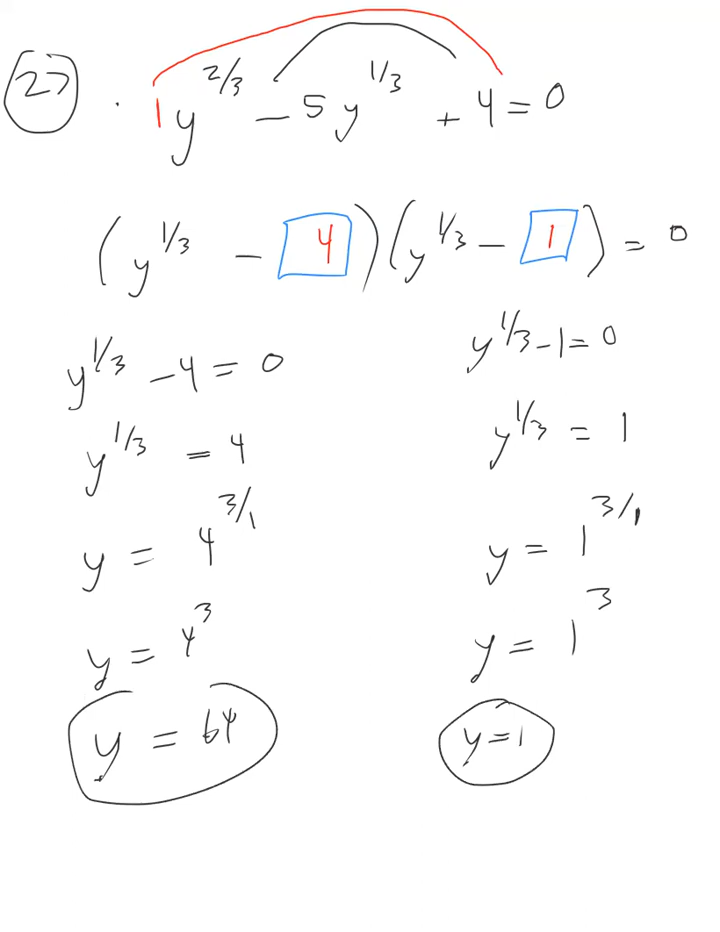 27 . 1y^{2/3} - 5y^{1/3} + 4 = 0
(y^{1/3} - 4)(y^{1/3} - 1) = 0
y^{1/3} - 4 = 0
y^{1/3} = 4
y = 4^{3/1}
y = 4^3
y = 64
y^{1/3} - 1 = 0
y^{1/3} = 1
y = 1^{3/1}
y = 1^3
y = 1